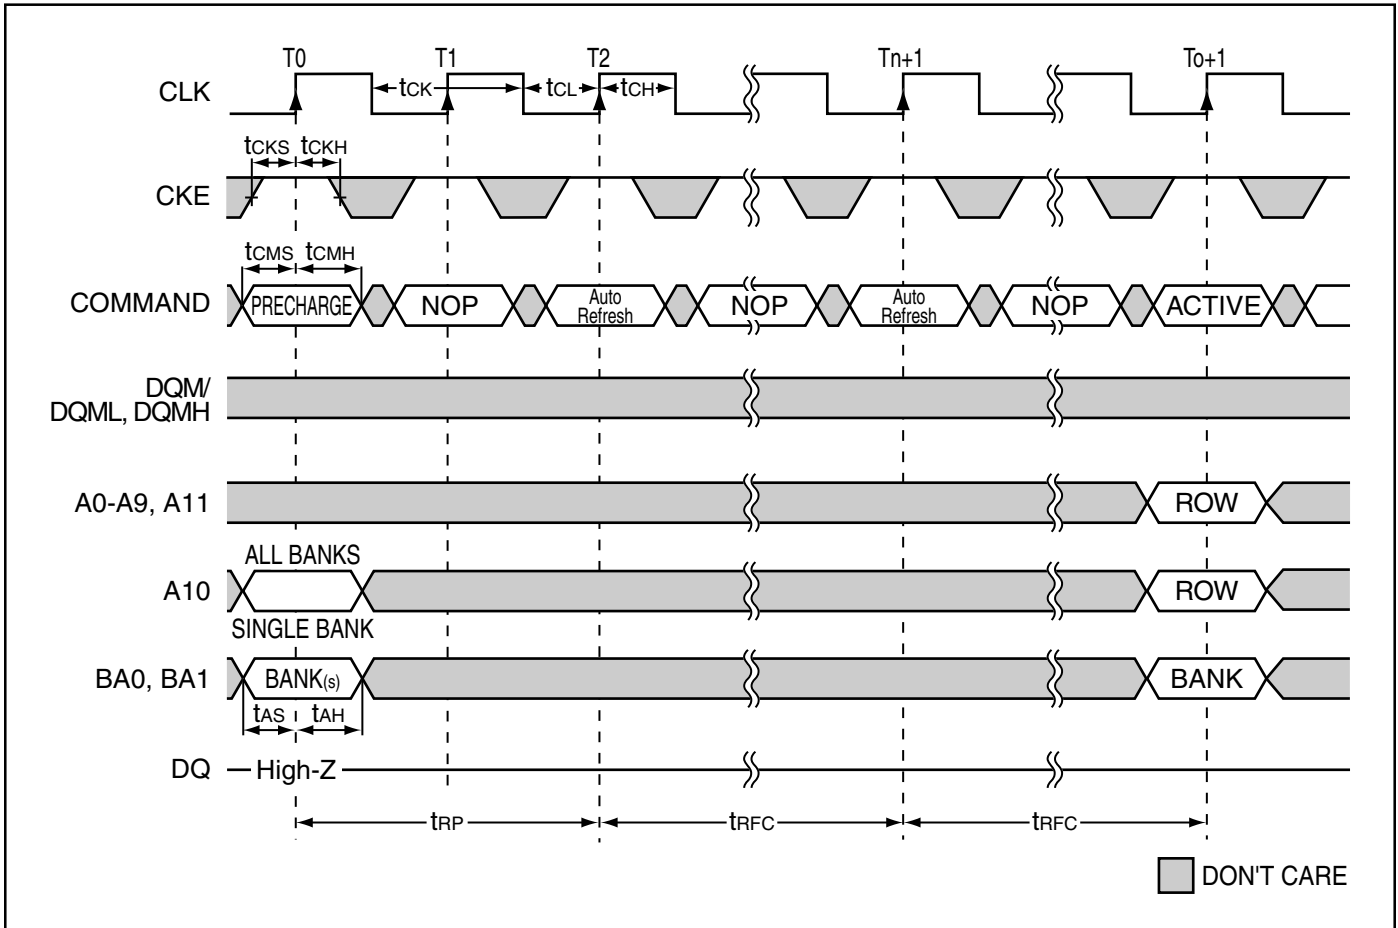 T0 T1 T2 Tn+1 To+1
CLK tCK tCL tCH
tCKS tCKH
CKE
tCMS tCMH
COMMAND PRECHARGE NOP Auto Refresh NOP Auto Refresh NOP ACTIVE
DQM/
DQML, DQMH
A0-A9, A11 ROW
ALL BANKS
A10 ROW
SINGLE BANK
BA0, BA1 BANK(s) BANK
tAS tAH
DQ High-Z
tRP tRFC tRFC
DON'T CARE